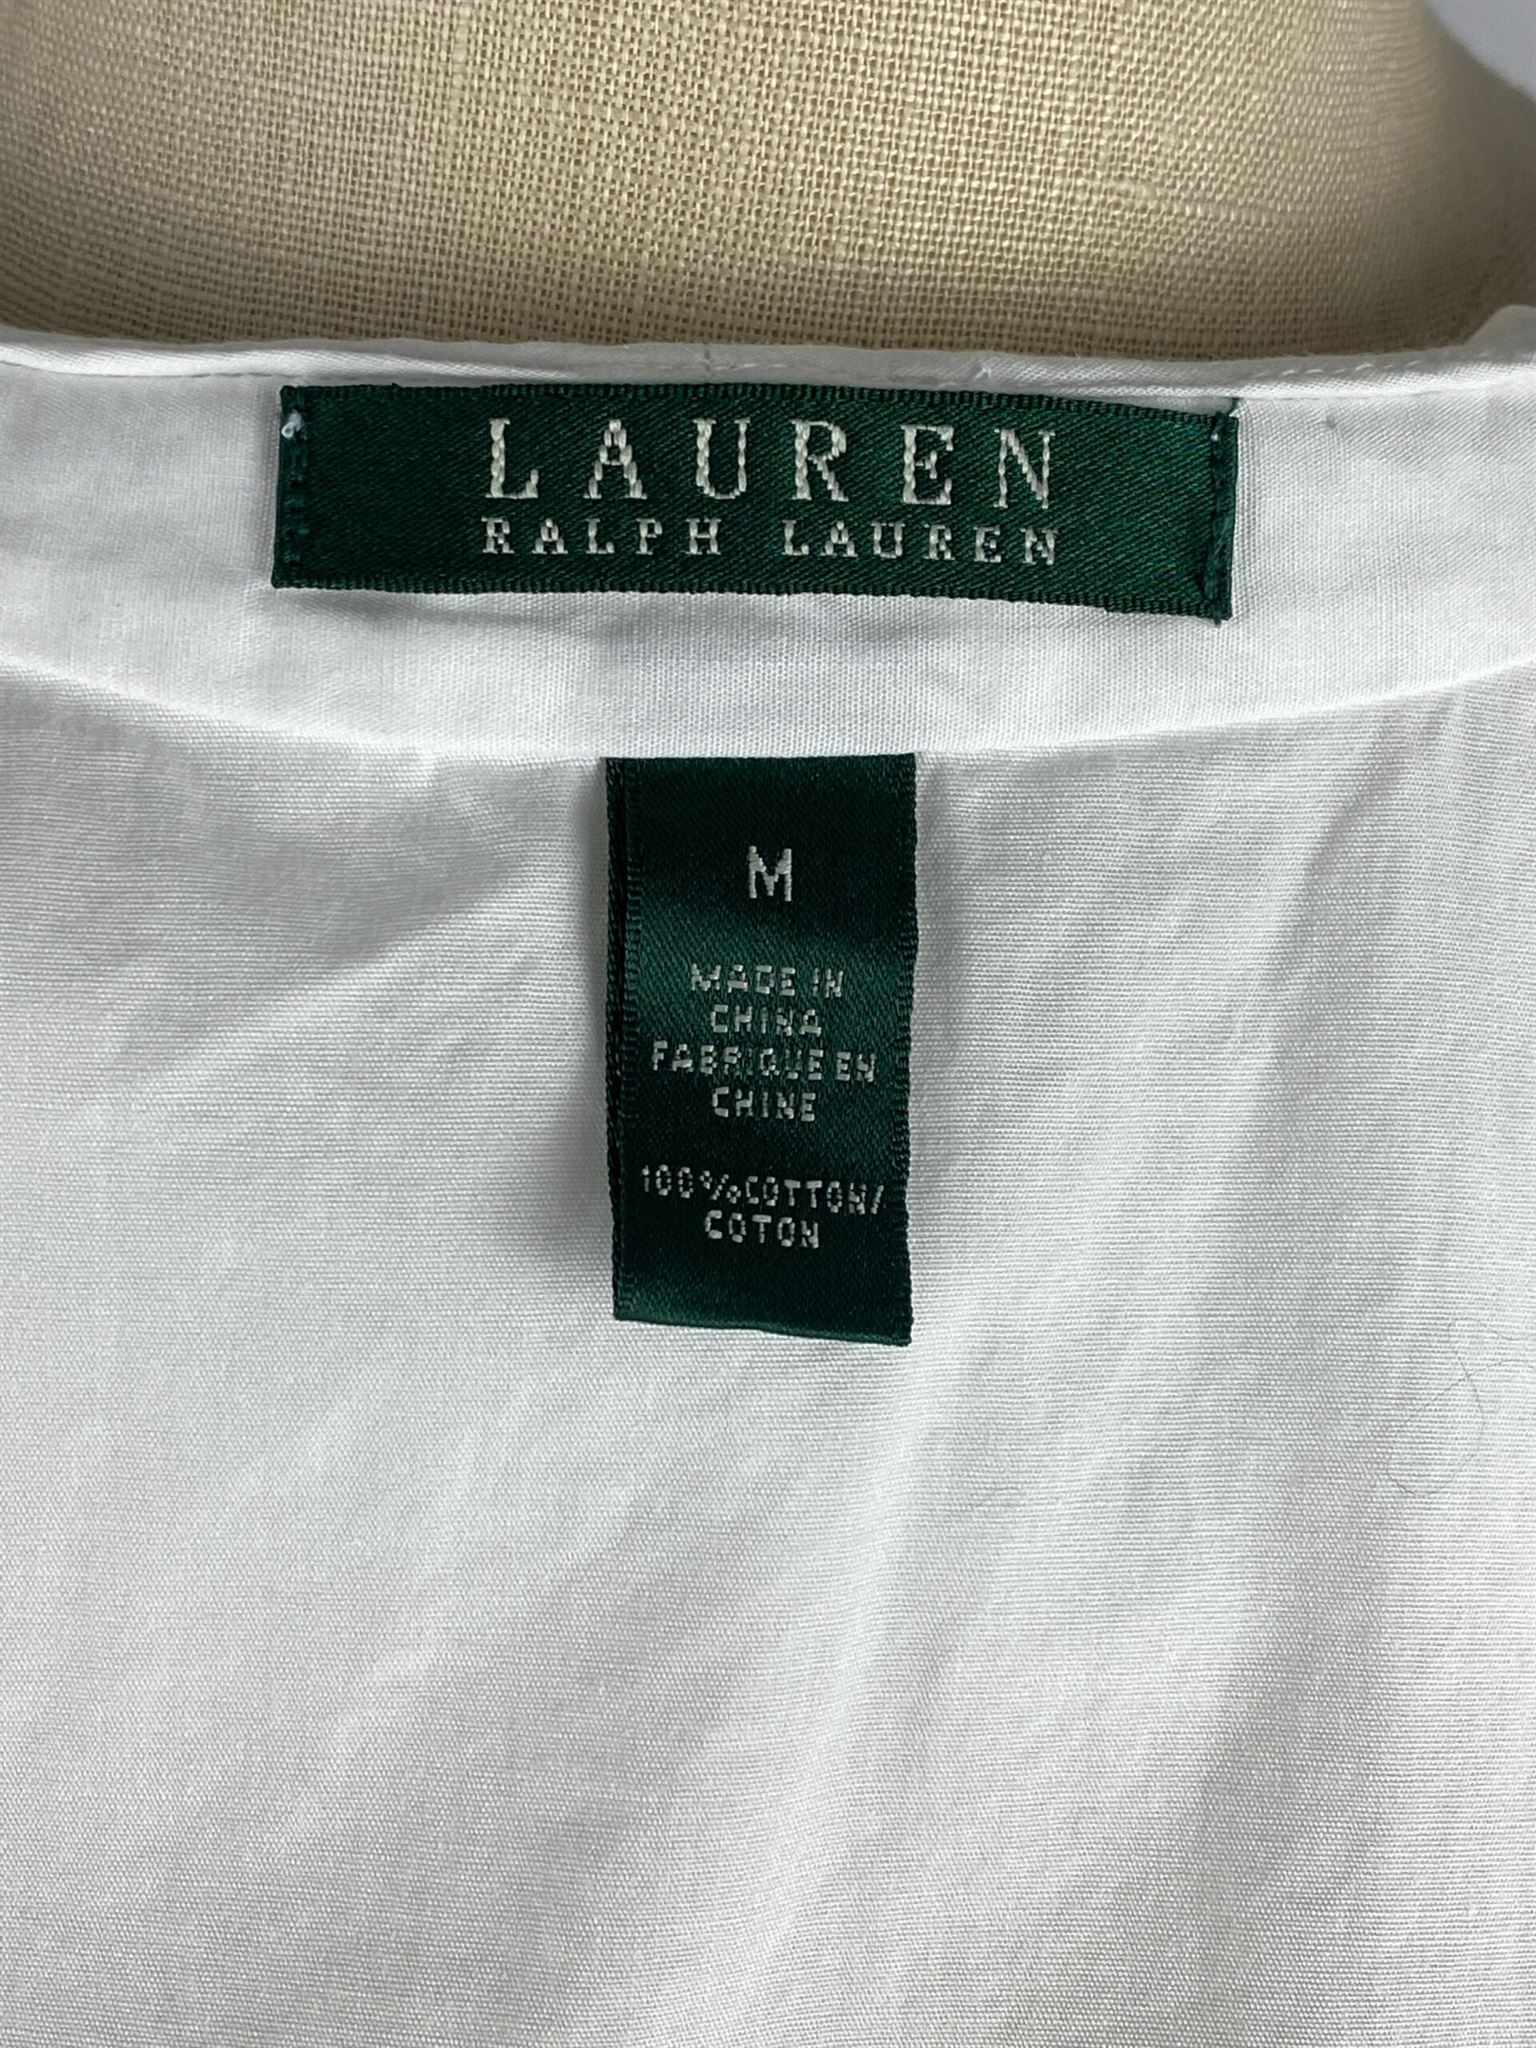 LAUREN
RALPH LAUREN
M
MADE IN
CHINA
FABRIQUE EN
CHINE
100%COTTON/
COTON